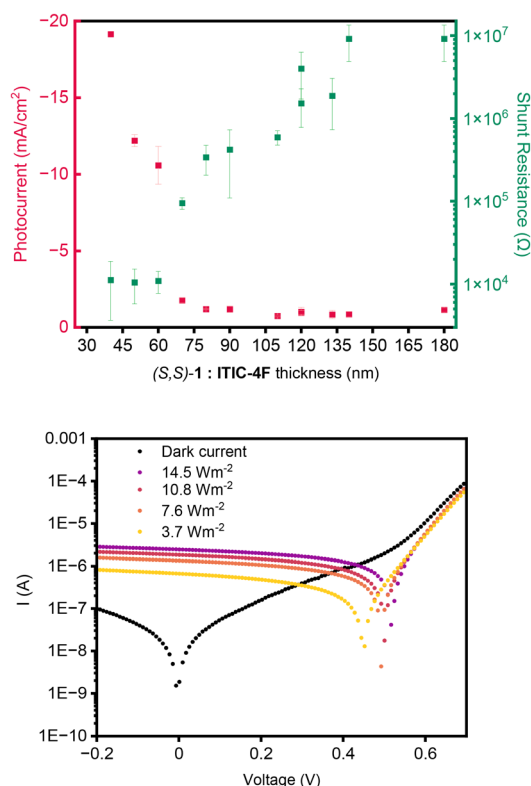 −20
−15
−10
−5
0
Photocurrent (mA/cm²)
1×10⁷
1×10⁶
1×10⁵
1×10⁴
Shunt Resistance (Ω)
30 45 60 75 90 105 120 135 150 165 180
(S,S)-1 : ITIC-4F thickness (nm)
0.001
1E−4
1E−5
1E−6
1E−7
1E−8
1E−9
1E−10
I (A)
Dark current
14.5 Wm⁻²
10.8 Wm⁻²
7.6 Wm⁻²
3.7 Wm⁻²
−0.2 0 0.2 0.4 0.6
Voltage (V)